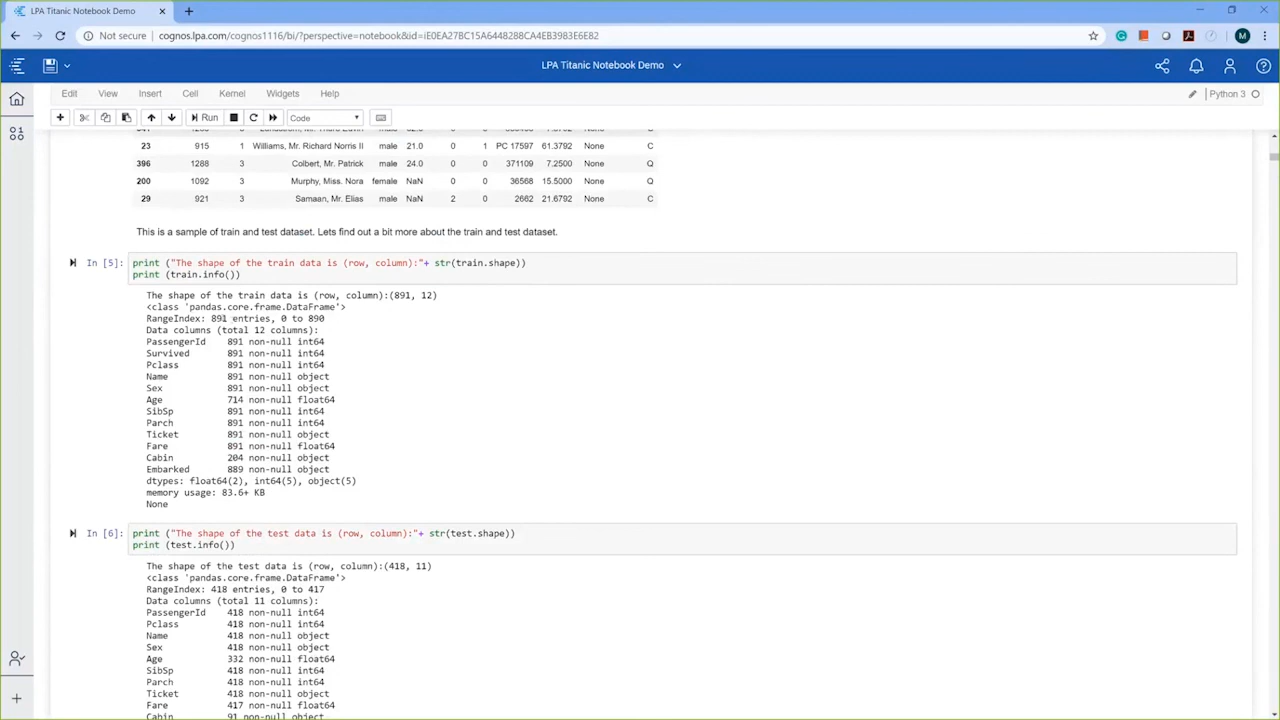 LPA Titanic Notebook Demo
Not secure | cognos.lpa.com/cognos1116/bi/?perspective=notebook&id=iE0EA27BC15A6448288CA4EB3983E6E82
M
LPA Titanic Notebook Demo
Edit View Insert Cell Kernel Widgets Help
Python 3
Run Code
23 915 1 Williams, Mr. Richard Norris II male 21.0 0 1 PC 17597 61.3792 None C
396 1288 3 Colbert, Mr. Patrick male 24.0 0 0 371109 7.2500 None Q
200 1092 3 Murphy, Miss. Nora female NaN 0 0 36568 15.5000 None Q
29 921 3 Samaan, Mr. Elias male NaN 2 0 2662 21.6792 None C
This is a sample of train and test dataset. Lets find out a bit more about the train and test dataset.
In [5]: print ("The shape of the train data is (row, column):"+ str(train.shape))
print (train.info())
The shape of the train data is (row, column):(891, 12)
<class 'pandas.core.frame.DataFrame'>
RangeIndex: 891 entries, 0 to 890
Data columns (total 12 columns):
PassengerId 891 non-null int64
Survived 891 non-null int64
Pclass 891 non-null int64
Name 891 non-null object
Sex 891 non-null object
Age 714 non-null float64
SibSp 891 non-null int64
Parch 891 non-null int64
Ticket 891 non-null object
Fare 891 non-null float64
Cabin 204 non-null object
Embarked 889 non-null object
dtypes: float64(2), int64(5), object(5)
memory usage: 83.6+ KB
None
In [6]: print ("The shape of the test data is (row, column):"+ str(test.shape))
print (test.info())
The shape of the test data is (row, column):(418, 11)
<class 'pandas.core.frame.DataFrame'>
RangeIndex: 418 entries, 0 to 417
Data columns (total 11 columns):
PassengerId 418 non-null int64
Pclass 418 non-null int64
Name 418 non-null object
Sex 418 non-null object
Age 332 non-null float64
SibSp 418 non-null int64
Parch 418 non-null int64
Ticket 418 non-null object
Fare 417 non-null float64
Cabin 91 non-null object